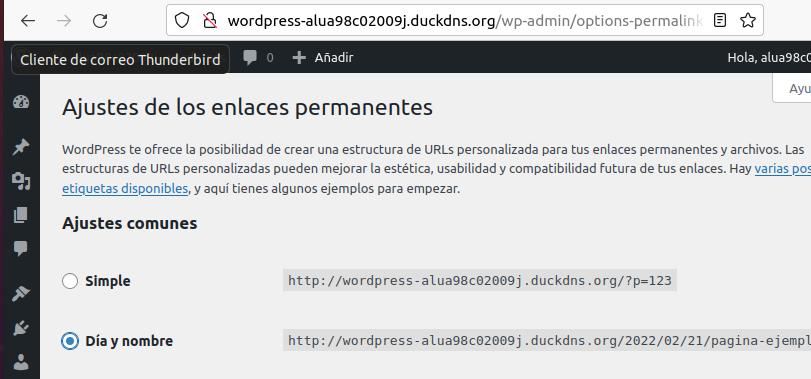 wordpress-alua98c02009j.duckdns.org/wp-admin/options-permalink
Cliente de correo Thunderbird 0 Añadir Hola, alua98c0
Ayu
Ajustes de los enlaces permanentes
WordPress te ofrece la posibilidad de crear una estructura de URLs personalizada para tus enlaces permanentes y archivos. Las
estructuras de URLs personalizadas pueden mejorar la estética, usabilidad y compatibilidad futura de tus enlaces. Hay varias pos
etiquetas disponibles, y aquí tienes algunos ejemplos para empezar.
Ajustes comunes
Simple http://wordpress-alua98c02009j.duckdns.org/?p=123
Día y nombre http://wordpress-alua98c02009j.duckdns.org/2022/02/21/pagina-ejempl